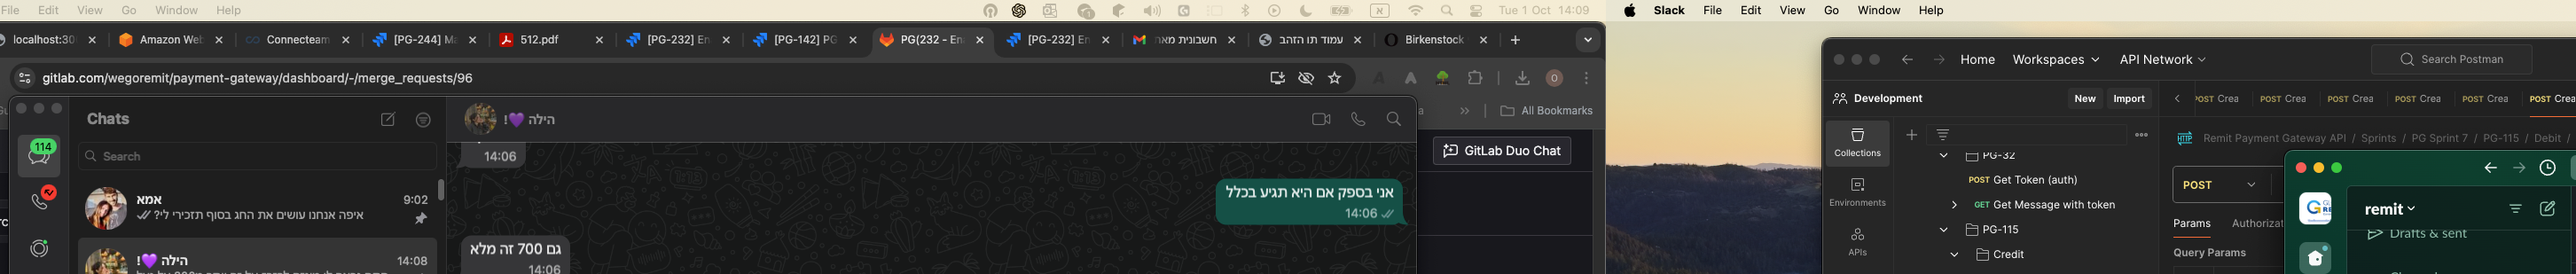 File Edit View Go Window Help
Tue 1 Oct 14:09
Slack File Edit View Go Window Help
localhost:30
Amazon Web
Connecteam
[PG-244] Ma
512.pdf
[PG-232] En
[PG-142] PG
PG(232 - En
[PG-232] En
חשבונית מאת
עמוד תו הזהב
Birkenstock
gitlab.com/wegoremit/payment-gateway/dashboard/-/merge_requests/96
All Bookmarks
GitLab Duo Chat
Chats
114
Search
אמא
9:02
איפה אנחנו עושים את החג בסוף תזכירי לי?
הילה 💜!
14:08
הילה 💜!
14:06
אני בספק אם היא תגיע בכלל
14:06
גם 700 זה מלא
14:06
Home Workspaces API Network
Search Postman
Development
New Import
POST Crea
POST Crea
POST Crea
POST Crea
POST Crea
POST Crea
Collections
Environments
APIs
PG-32
POST Get Token (auth)
GET Get Message with token
PG-115
Credit
Remit Payment Gateway API / Sprints / PG Sprint 7 / PG-115 / Debit /
POST
Params Authorizat
Query Params
remit
Drafts & sent